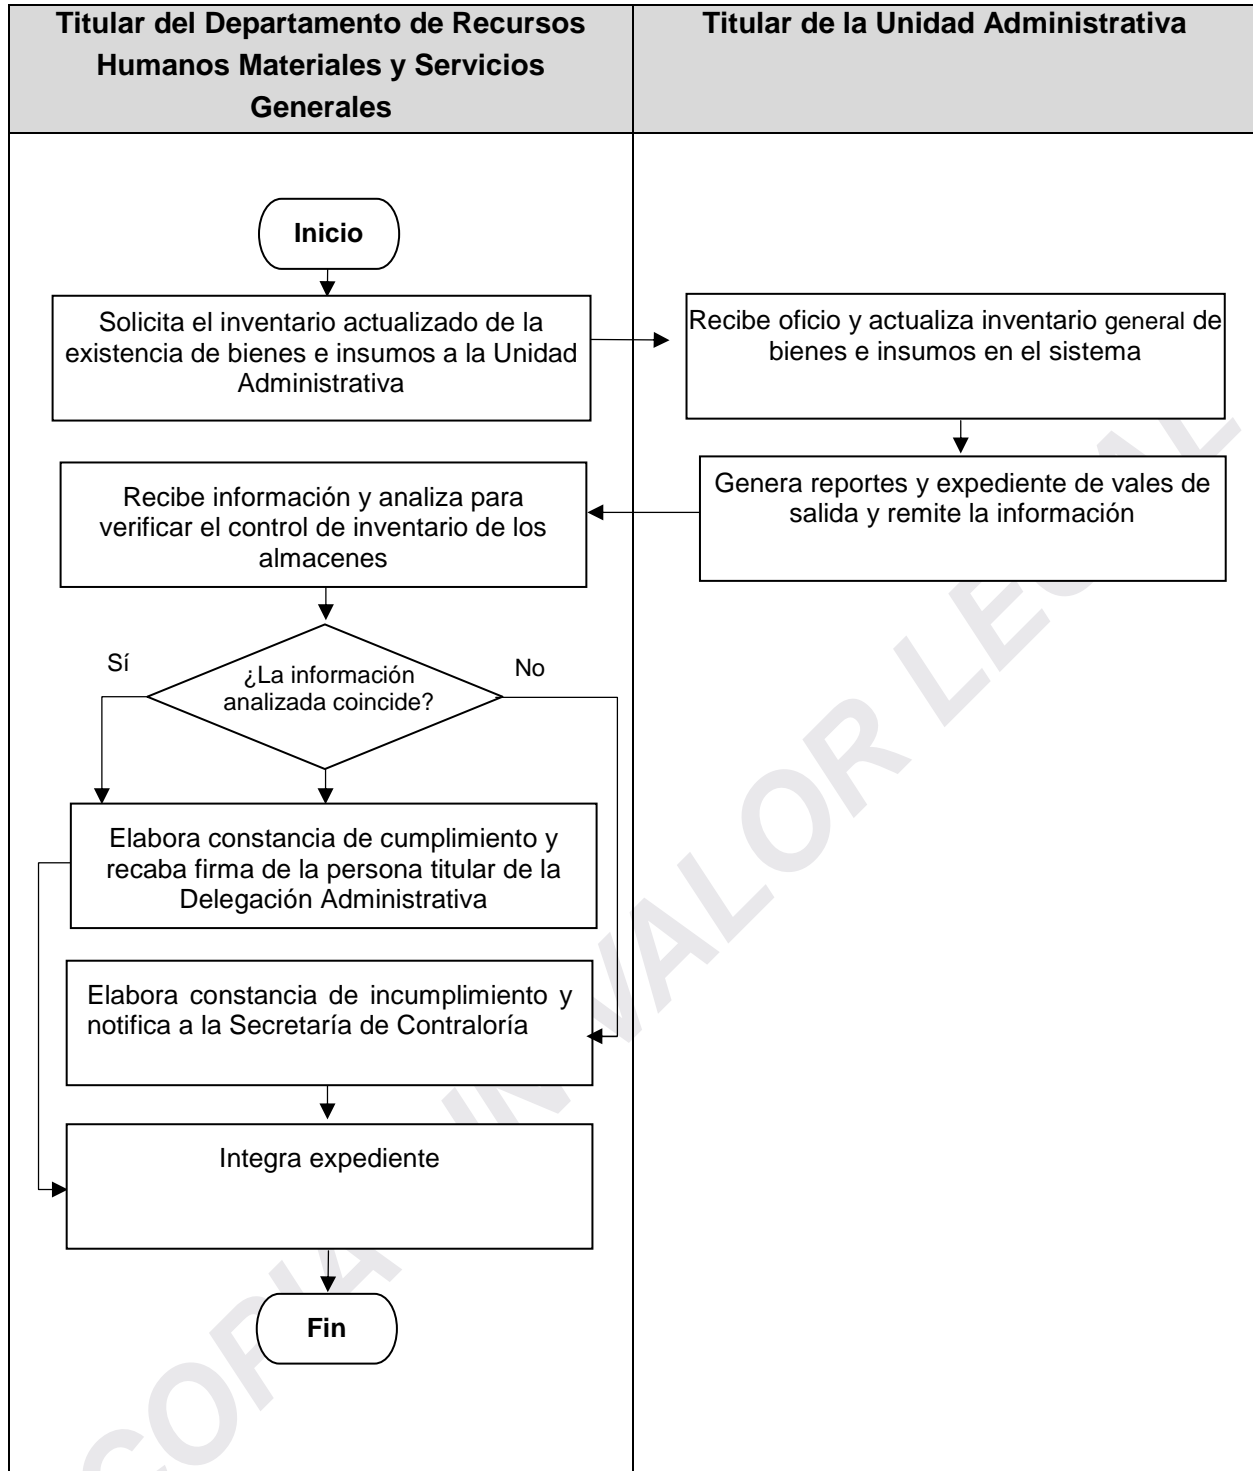 Titular del Departamento de Recursos
Humanos Materiales y Servicios
Generales
Titular de la Unidad Administrativa
Inicio
Solicita el inventario actualizado de la
existencia de bienes e insumos a la Unidad
Administrativa
Recibe oficio y actualiza inventario general de
bienes e insumos en el sistema
Genera reportes y expediente de vales de
salida y remite la información
Recibe información y analiza para
verificar el control de inventario de los
almacenes
¿La información
analizada coincide?
Sí
No
Elabora constancia de cumplimiento y
recaba firma de la persona titular de la
Delegación Administrativa
Elabora constancia de incumplimiento y
notifica a la Secretaría de Contraloría
Integra expediente
Fin
COPIA SIN VALOR LEGAL